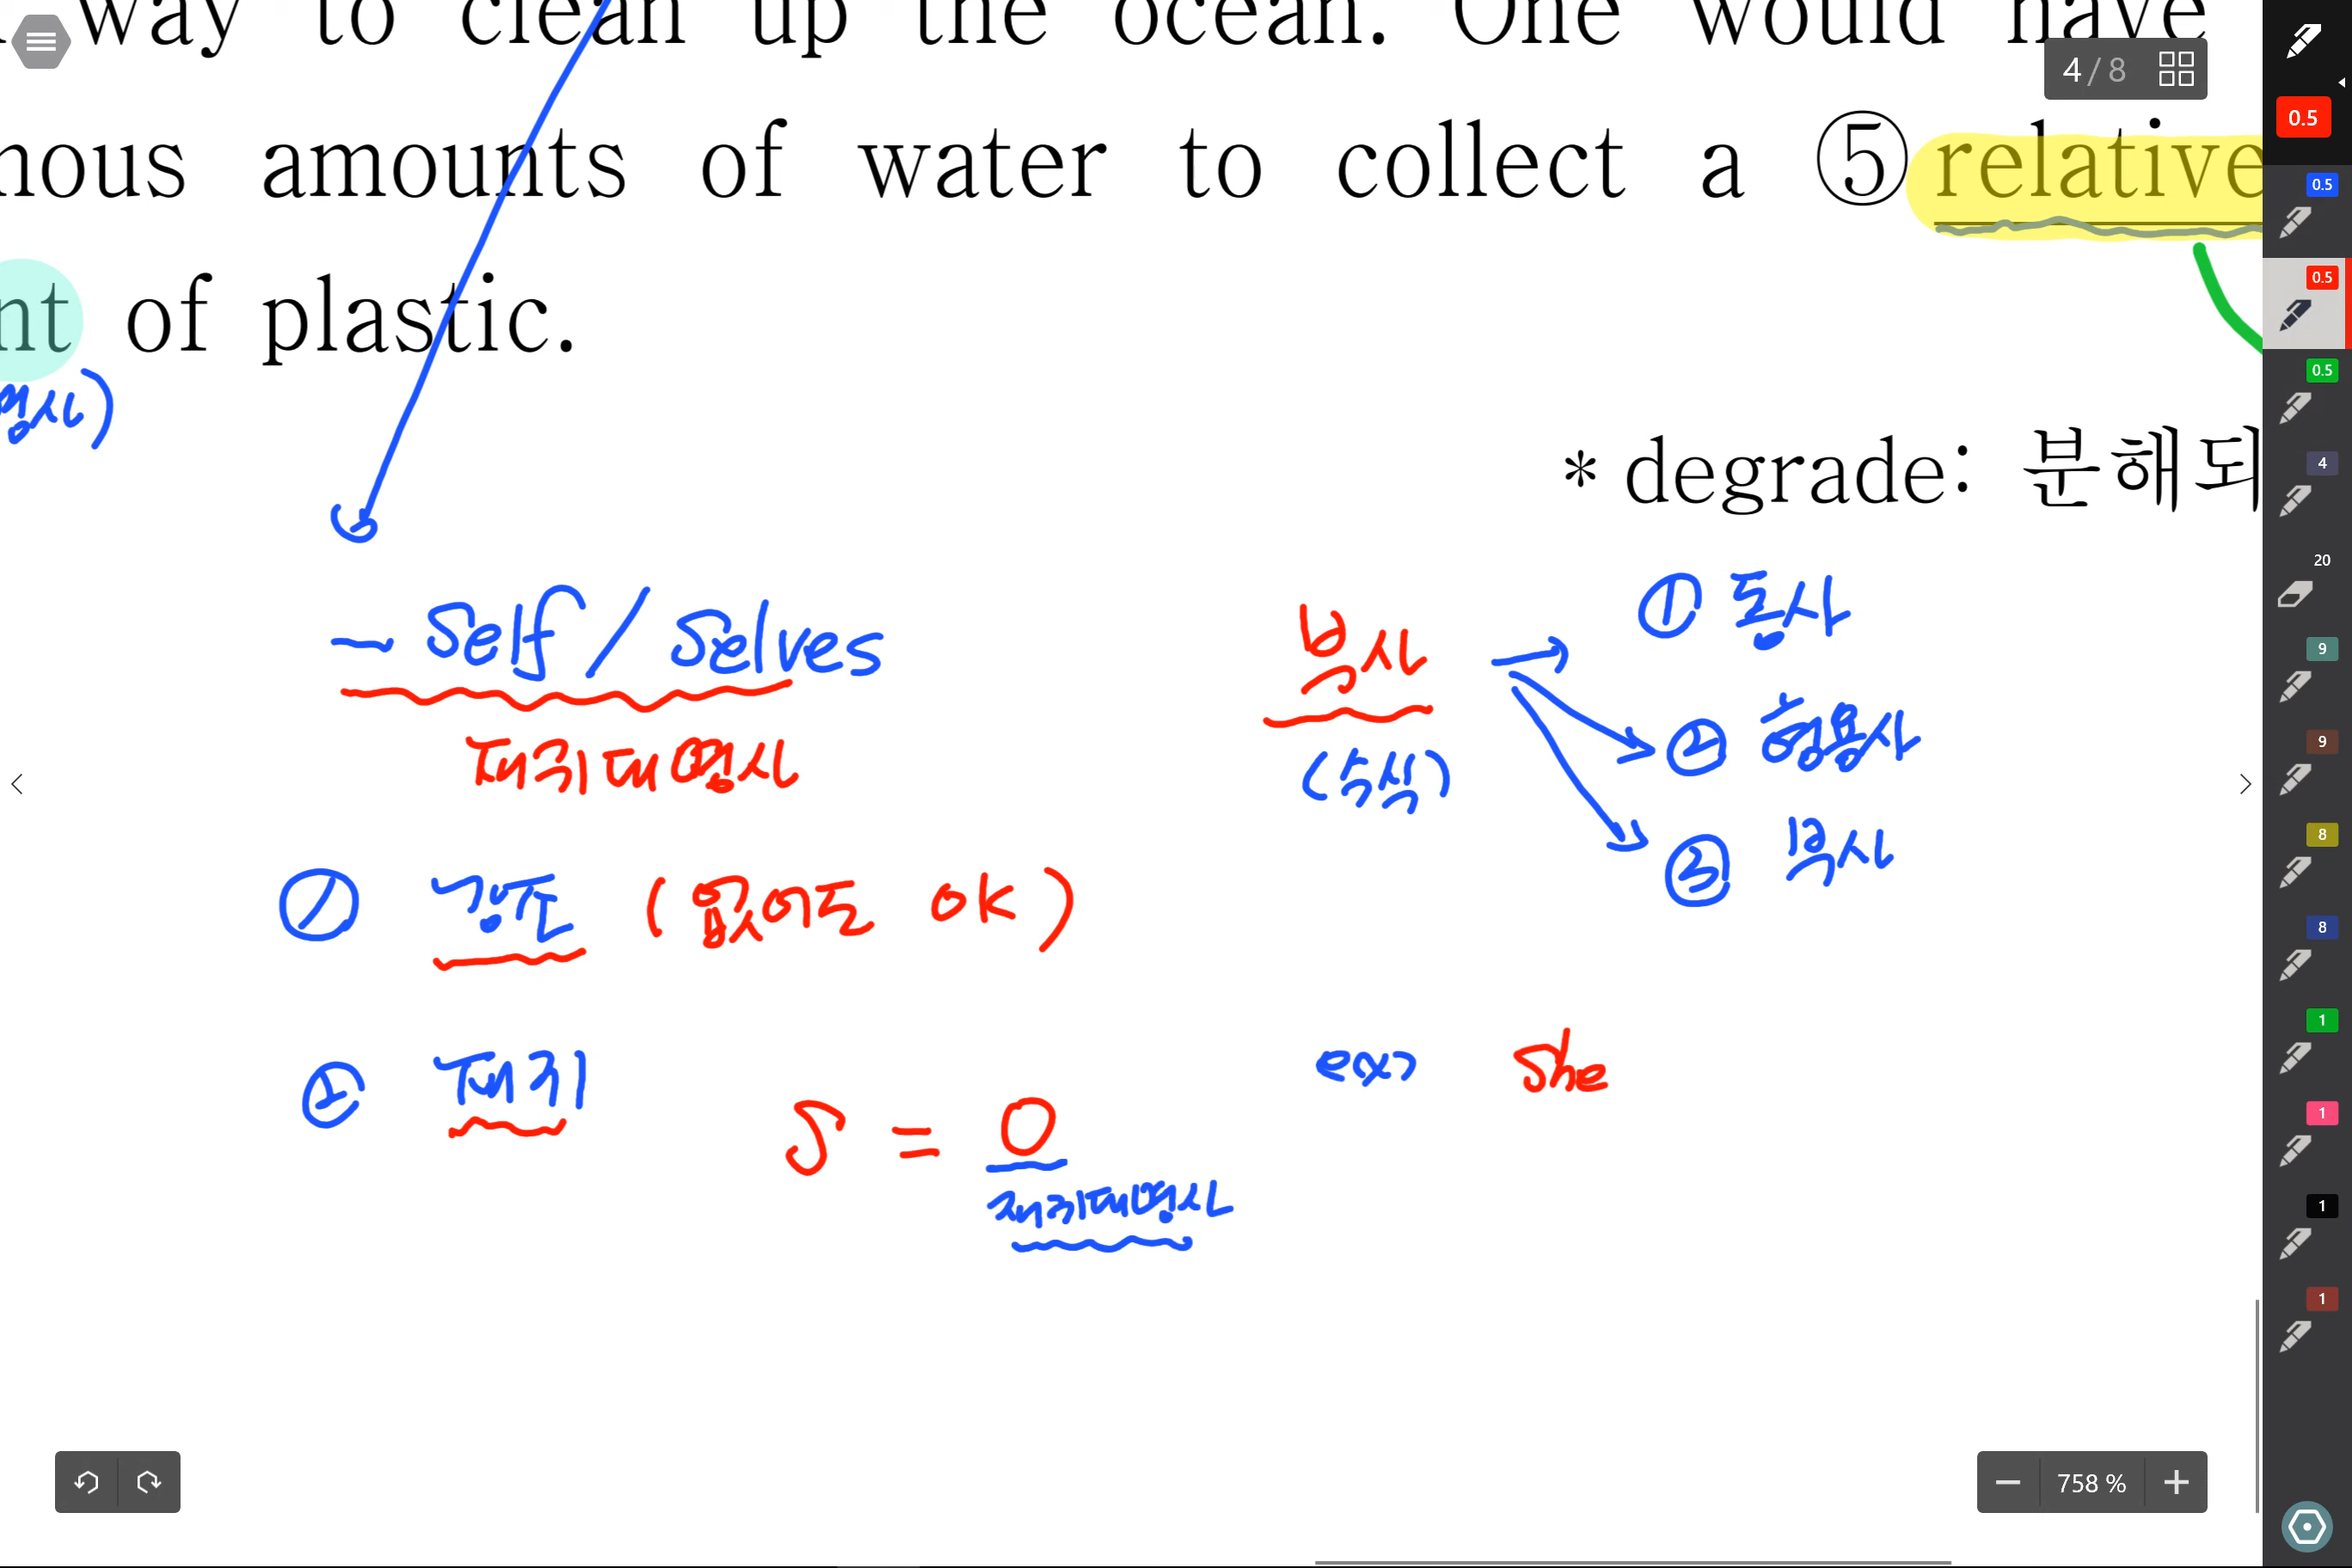 way to clean up the ocean. One would have
4 / 8
nous amounts of water to collect a ⑤ relative
nt of plastic.
명사)
* degrade: 분해되
- self / selves
재귀대명사
부사
(수식)
① 동사
② 형용사
③ 부사
① 강조 (없어도 ok)
② 재귀
S = O
재귀대명사
ex) She
758 %
0.5
0.5
0.5
0.5
4
20
9
9
8
8
1
1
1
1